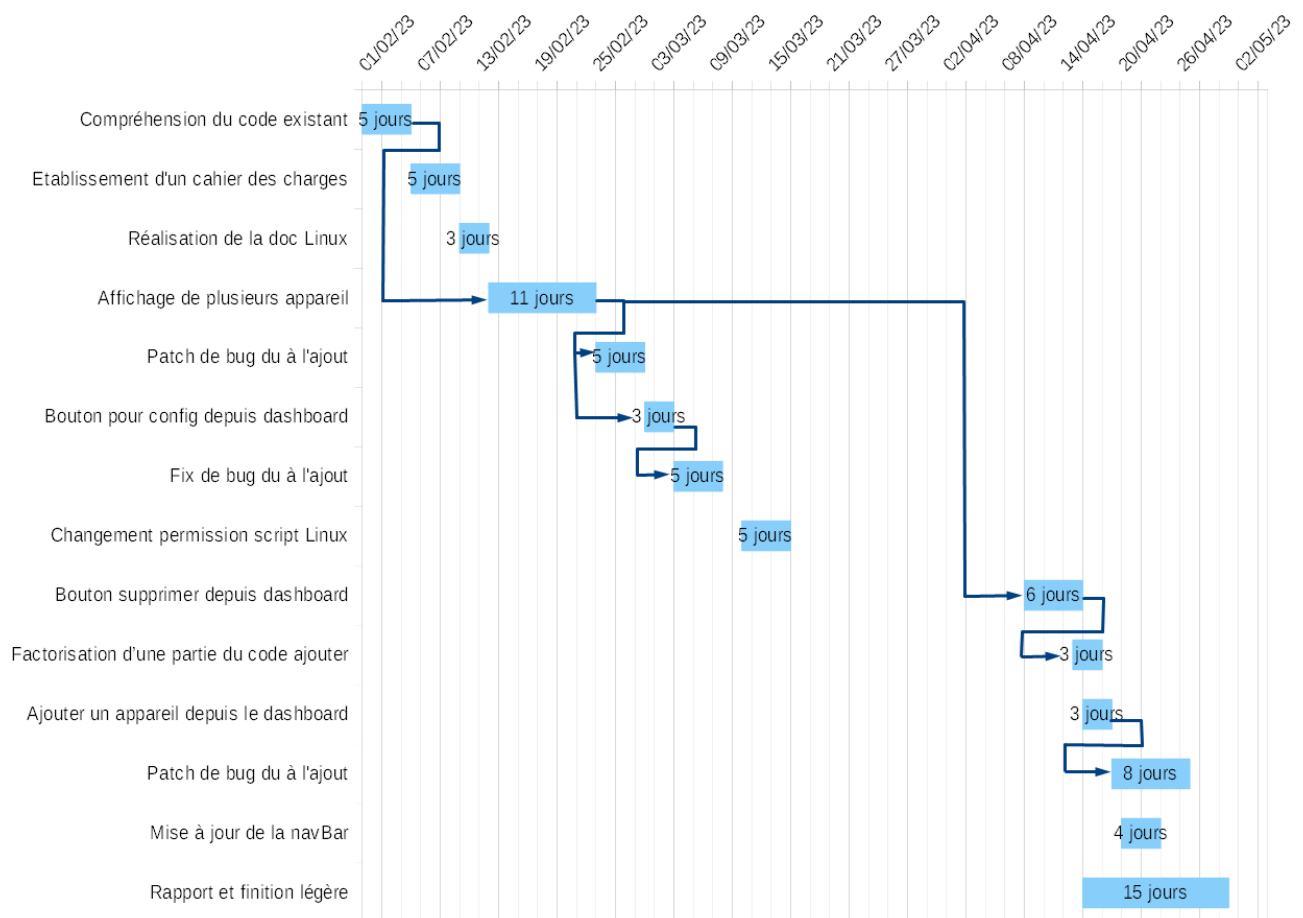 01/02/23 07/02/23 13/02/23 19/02/23 25/02/23 03/03/23 09/03/23 15/03/23 21/03/23 27/03/23 02/04/23 08/04/23 14/04/23 20/04/23 26/04/23 02/05/23
Compréhension du code existant 5 jours
Etablissement d'un cahier des charges 5 jours
Réalisation de la doc Linux 3 jours
Affichage de plusieurs appareil 11 jours
Patch de bug du à l'ajout 5 jours
Bouton pour config depuis dashboard 3 jours
Fix de bug du à l'ajout 5 jours
Changement permission script Linux 5 jours
Bouton supprimer depuis dashboard 6 jours
Factorisation d’une partie du code ajouter 3 jours
Ajouter un appareil depuis le dashboard 3 jours
Patch de bug du à l'ajout 8 jours
Mise à jour de la navBar 4 jours
Rapport et finition légère 15 jours